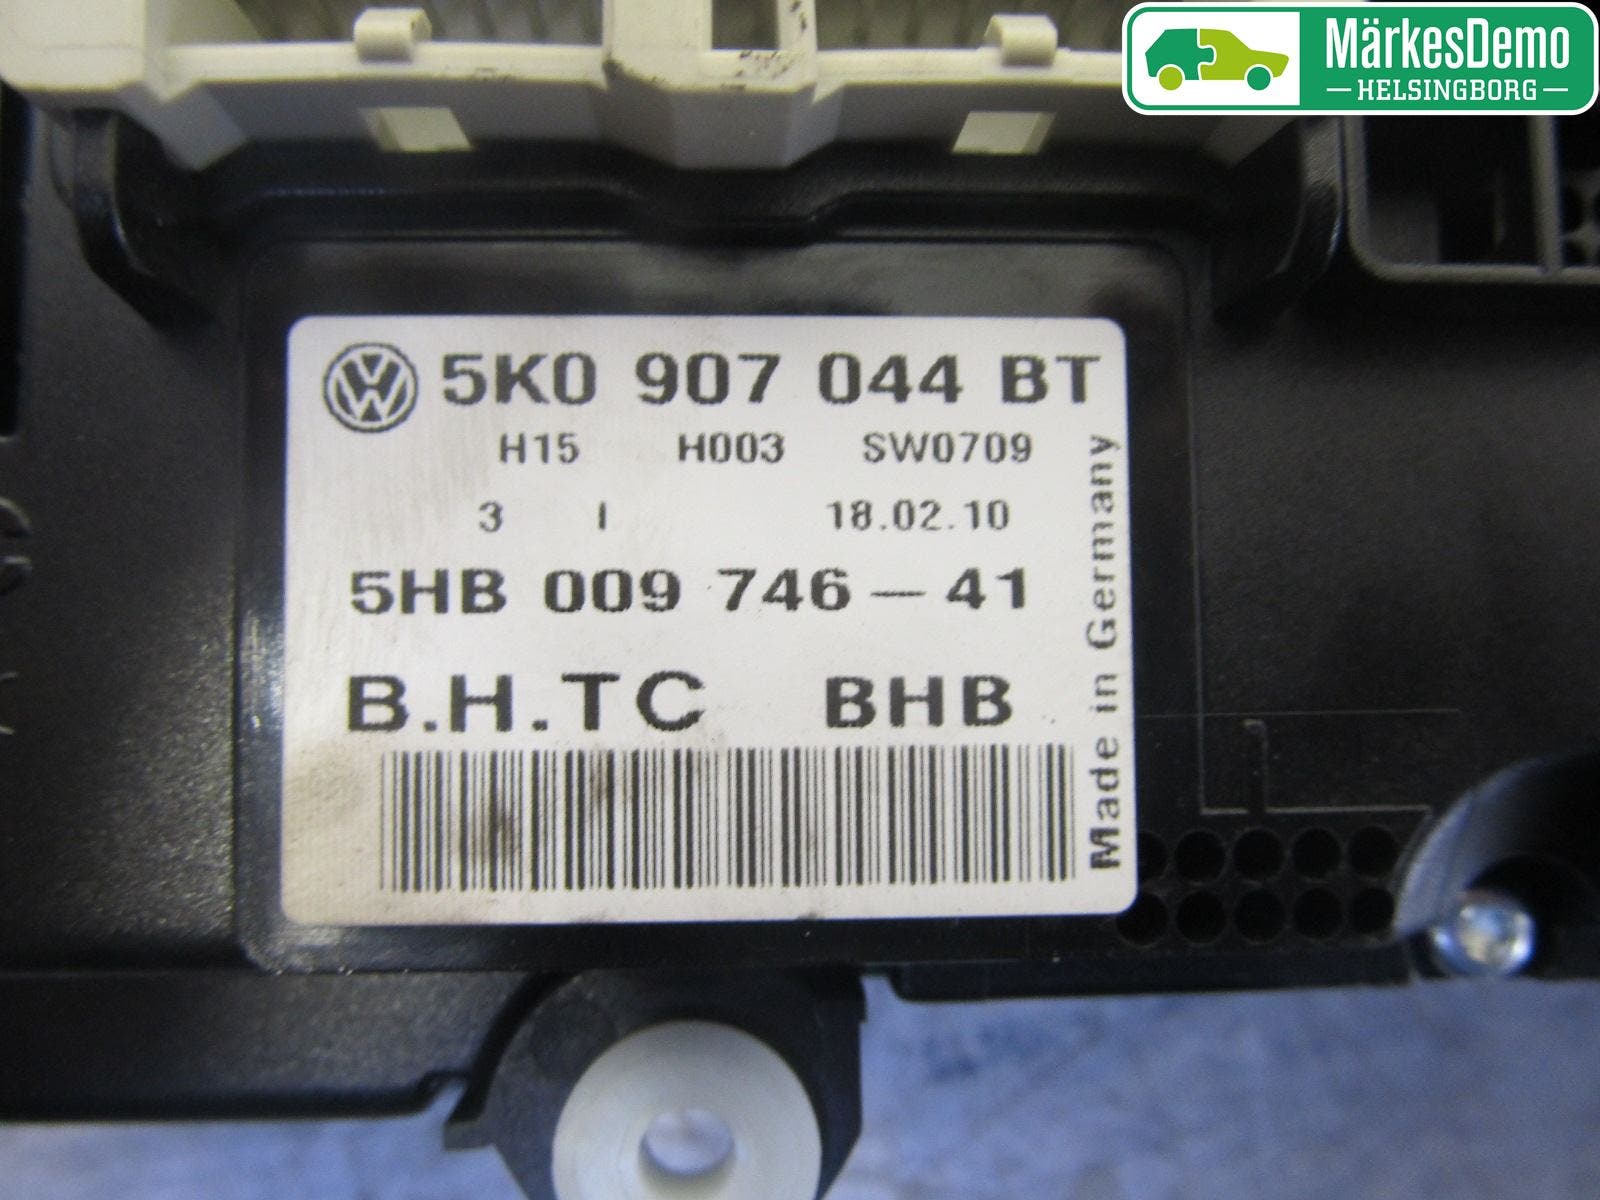 MärkesDemo
HELSINGBORG
5K0 907 044 BT
H15 H003 SW0709
3 I 18.02.10
5HB 009 746-41
B.H.TC BHB
Made in Germany